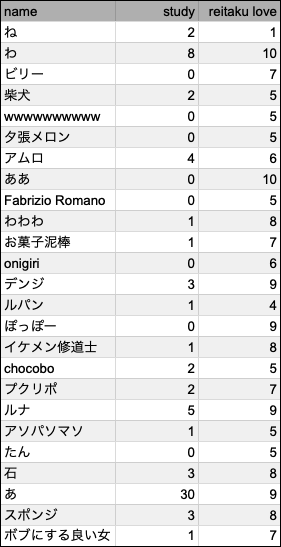 name study reitaku love
ね 2 1
わ 8 10
ビリー 0 7
柴犬 2 5
wwwwwwwwww 0 5
夕張メロン 0 5
アムロ 4 6
ああ 0 10
Fabrizio Romano 0 5
わわわ 1 8
お菓子泥棒 1 7
onigiri 0 6
デンジ 3 9
ルパン 1 4
ぽっぽー 0 9
イケメン修道士 1 8
chocobo 2 5
プクリポ 2 7
ルナ 5 9
アソパソマソ 1 5
たん 0 5
石 3 8
あ 30 9
スポンジ 3 8
ボブにする良い女 1 7